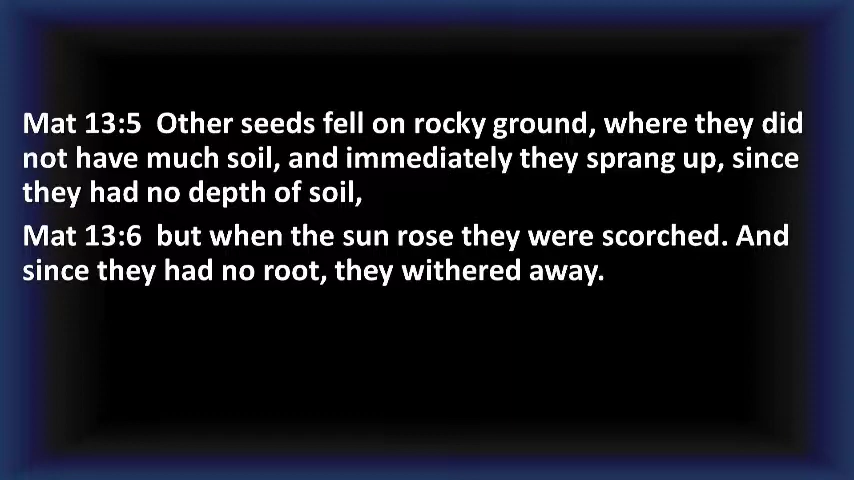 Mat 13:5  Other seeds fell on rocky ground, where they did
not have much soil, and immediately they sprang up, since
they had no depth of soil,
Mat 13:6  but when the sun rose they were scorched. And
since they had no root, they withered away.